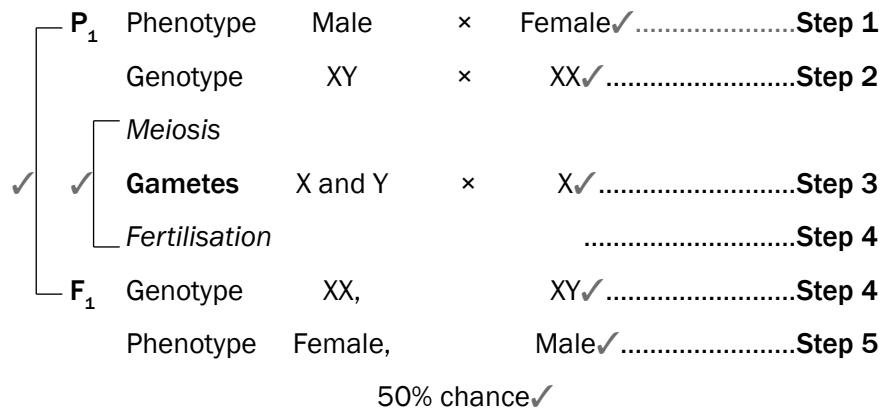 P1 Phenotype Male × Female✓......................Step 1
Genotype XY × XX✓..........................Step 2
Meiosis
✓ ✓ Gametes X and Y × X✓...........................Step 3
Fertilisation .............................Step 4
F1 Genotype XX, XY✓..........................Step 4
Phenotype Female, Male✓...........................Step 5
50% chance✓